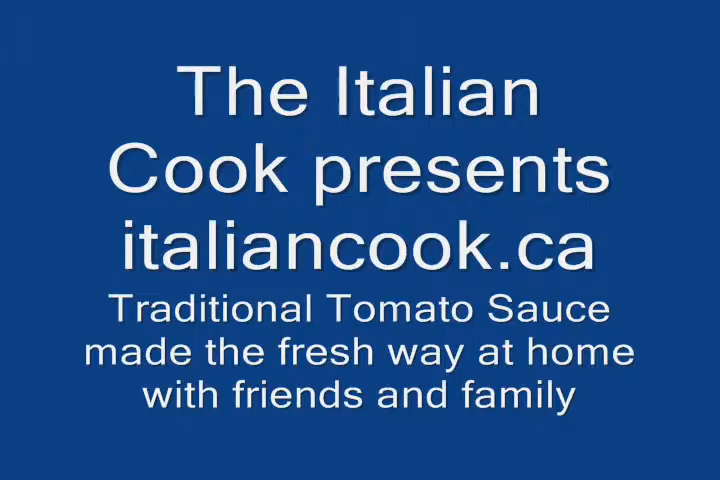 The Italian
Cook presents
italiancook.ca
Traditional Tomato Sauce
made the fresh way at home
with friends and family